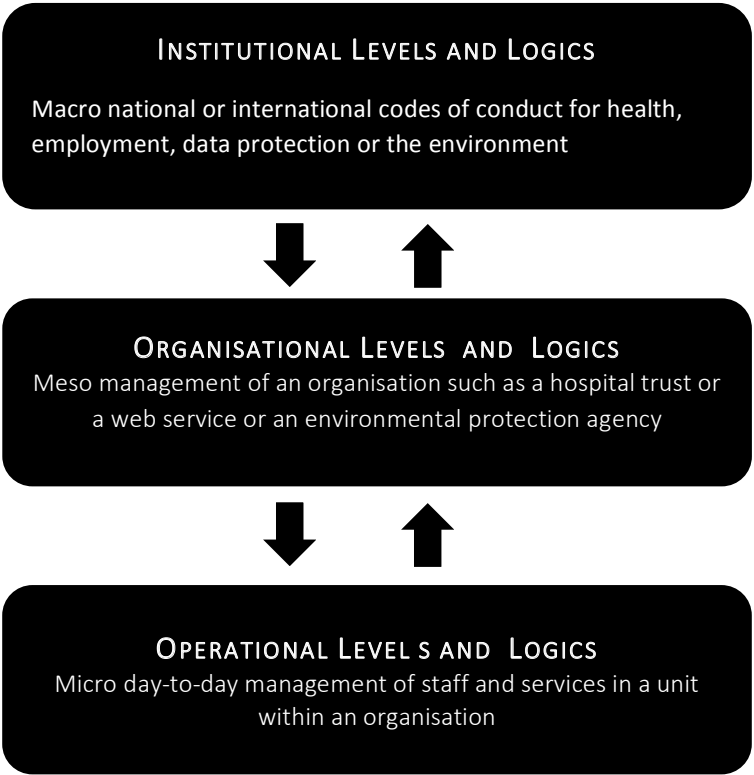 INSTITUTIONAL LEVELS AND LOGICS
Macro national or international codes of conduct for health,
employment, data protection or the environment
ORGANISATIONAL LEVELS AND LOGICS
Meso management of an organisation such as a hospital trust or
a web service or an environmental protection agency
OPERATIONAL LEVEL S AND LOGICS
Micro day-to-day management of staff and services in a unit
within an organisation